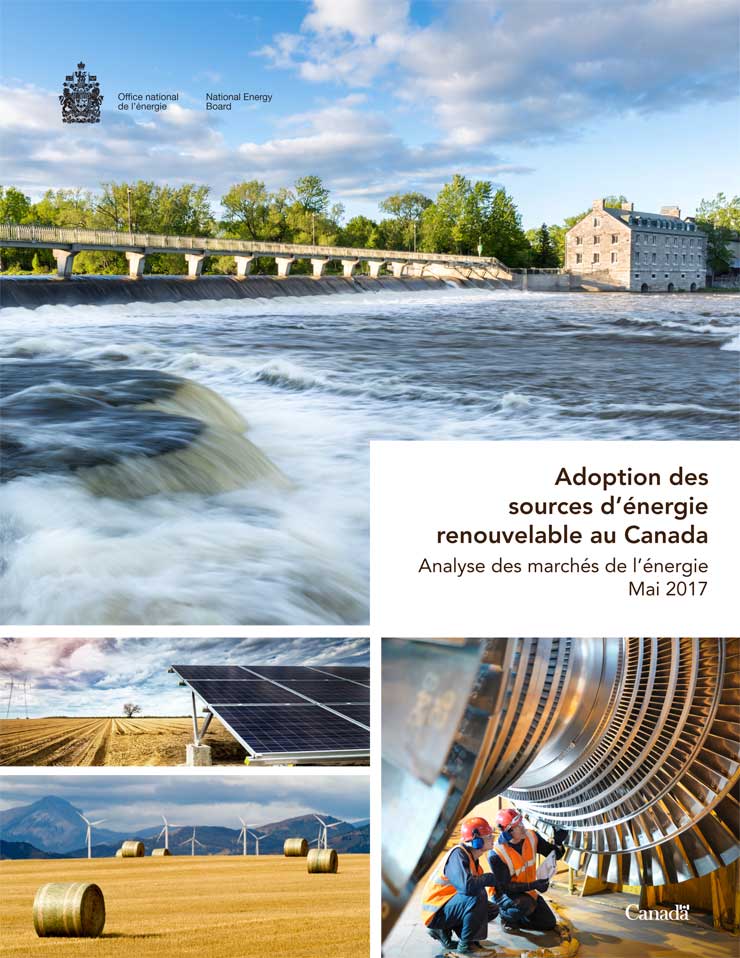 Office national
de l'énergie
National Energy
Board
Adoption des
sources d'énergie
renouvelable au Canada
Analyse des marchés de l'énergie
Mai 2017
Canada